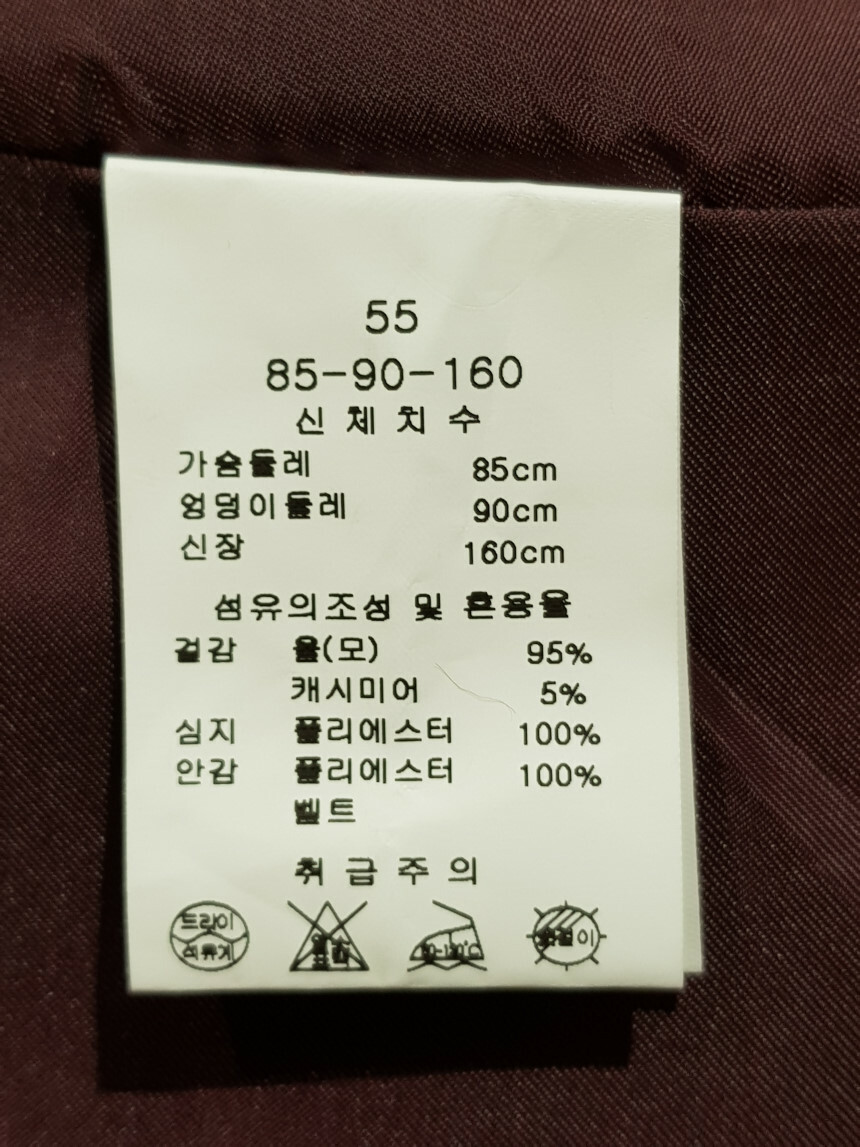 55
85-90-160
신 체 치 수
가슴둘레 85cm
엉덩이둘레 90cm
신장 160cm
섬유의조성 및 혼용율
겉감 울(모) 95%
캐시미어 5%
심지 폴리에스터 100%
안감 폴리에스터 100%
벨트
취 급 주 의
드라이
석유계